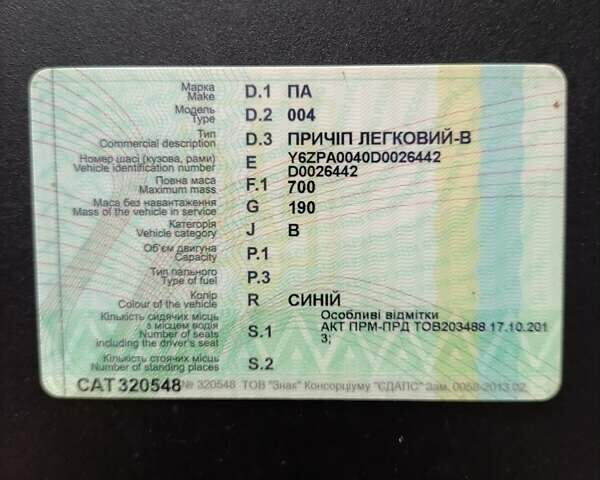 Марка D.1 ПА
Make
Модель D.2 004
Type
Тип D.3 ПРИЧІП ЛЕГКОВИЙ-В
Commercial description
Номер шасі (кузова, рами) E Y6ZPA0040D0026442
Vehicle identification number D0026442
Повна маса F.1 700
Maximum mass
Маса без навантаження G 190
Mass of the vehicle in service
Категорія J B
Vehicle category
Об'єм двигуна P.1
Capacity
Тип пального P.3
Type of fuel
Колір R СИНІЙ
Colour of the vehicle
Кількість сидячих місць Особливі відмітки
з місцем водія S.1 АКТ ПРМ-ПРД ТОВ203488 17.10.201
Number of seats 3;
including the driver's seat
Кількість стоячих місць S.2
Number of standing places
САТ 320548 № 320548 ТОВ "Знак" Консорціуму "ЄДАПС" Зам. 0058-2013.02